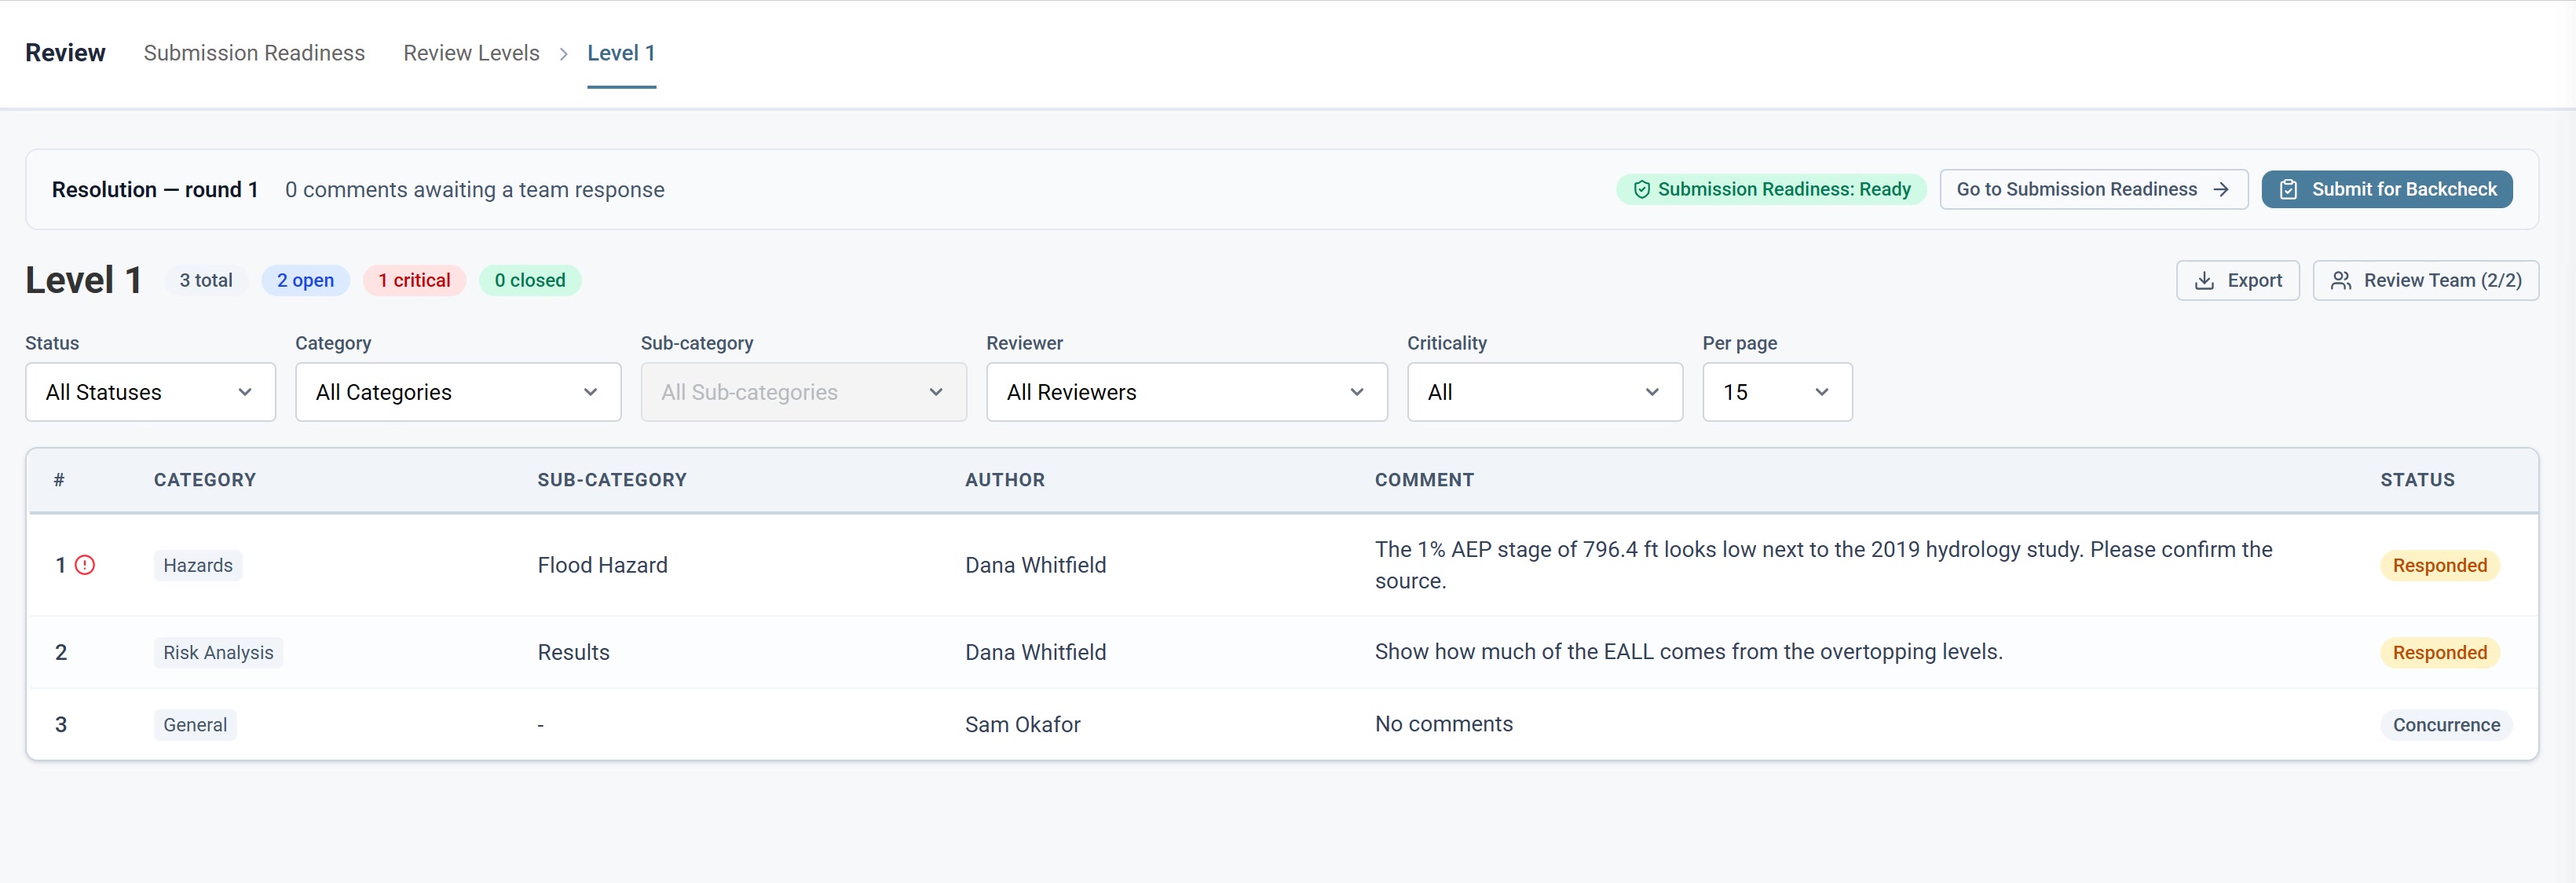 Review Submission Readiness Review Levels > Level 1
Resolution — round 1 0 comments awaiting a team response Submission Readiness: Ready Go to Submission Readiness → Submit for Backcheck
Level 1 3 total 2 open 1 critical 0 closed Export Review Team (2/2)
Status Category Sub-category Reviewer Criticality Per page
All Statuses All Categories All Sub-categories All Reviewers All 15
# CATEGORY SUB-CATEGORY AUTHOR COMMENT STATUS
1 Hazards Flood Hazard Dana Whitfield The 1% AEP stage of 796.4 ft looks low next to the 2019 hydrology study. Please confirm the
source. Responded
2 Risk Analysis Results Dana Whitfield Show how much of the EALL comes from the overtopping levels. Responded
3 General - Sam Okafor No comments Concurrence